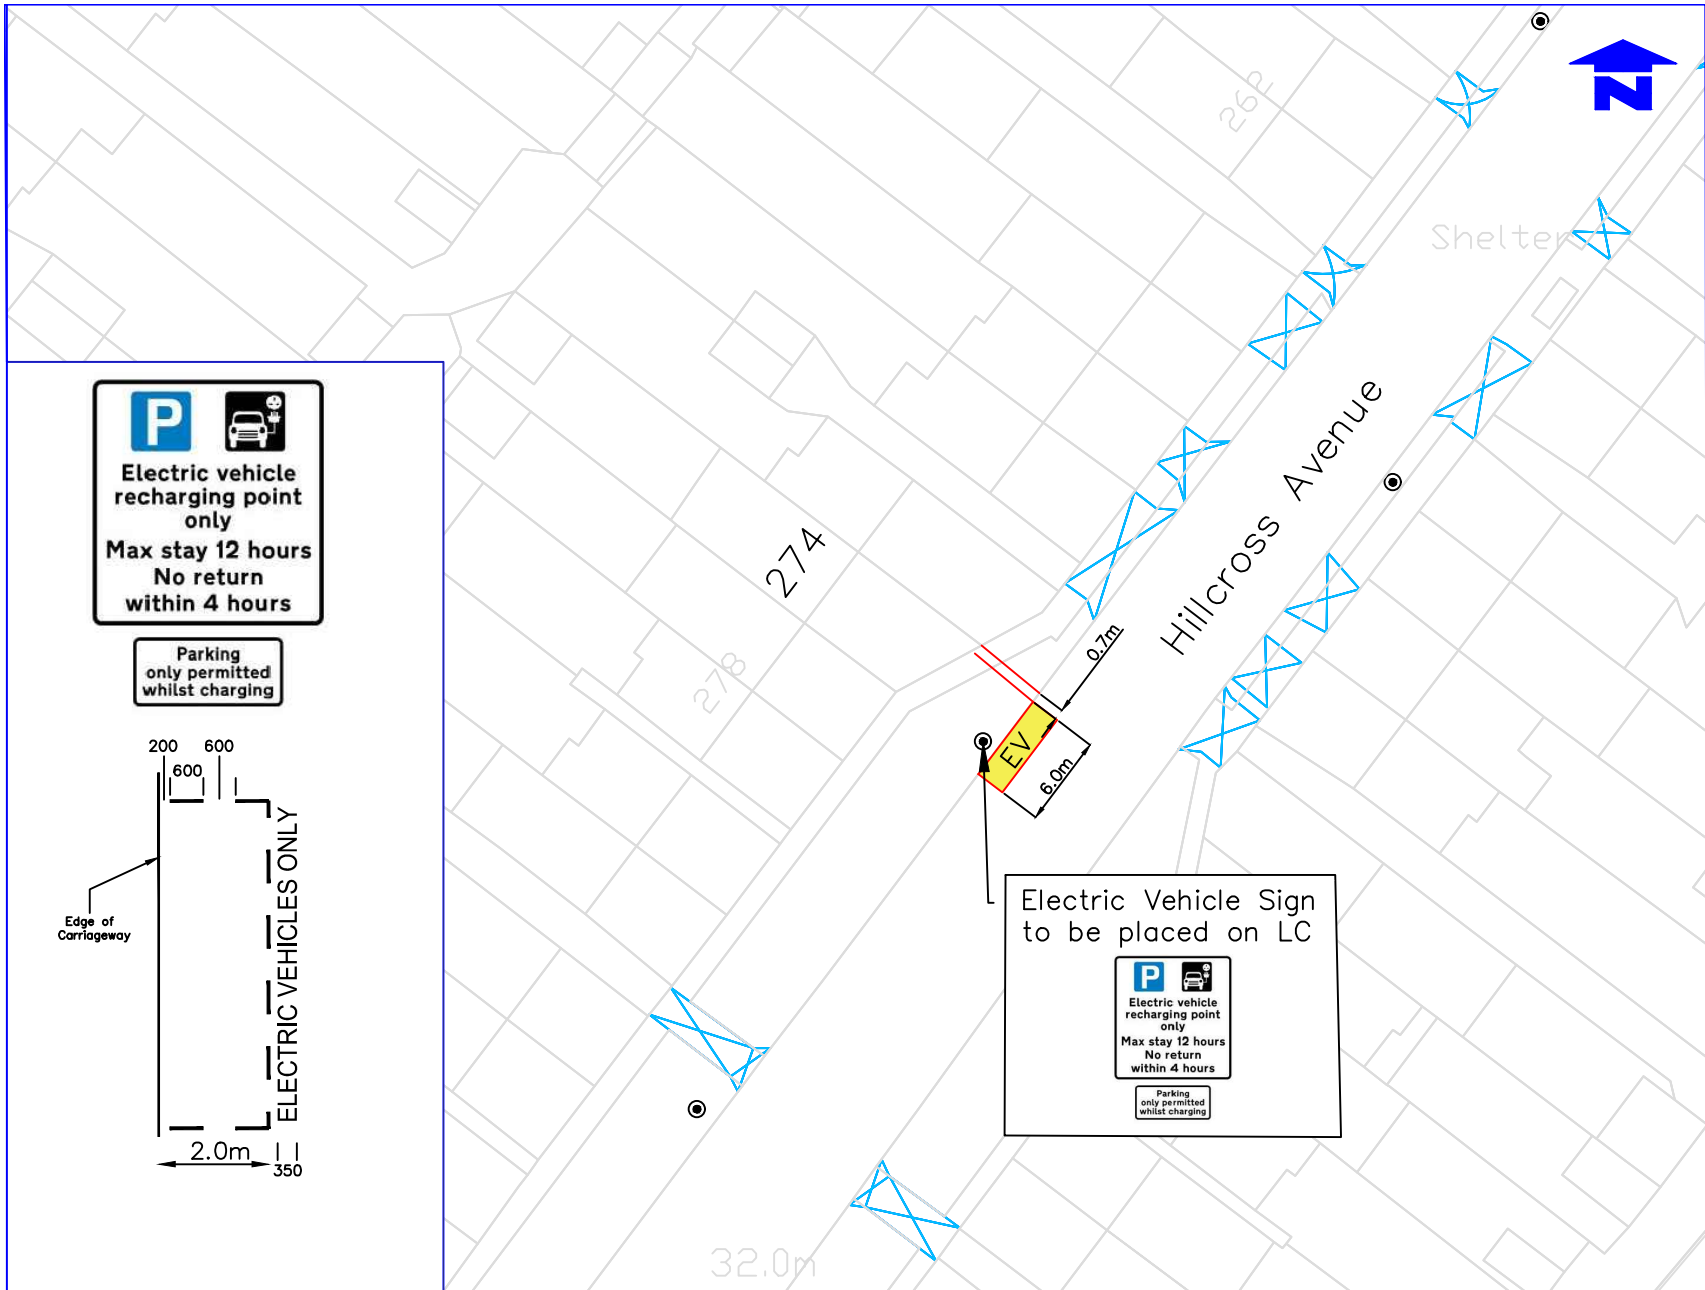 N
262
Shelter
Hillcross Avenue
274
278
0.7m
EV
6.0m
32.0m
P
Electric vehicle
recharging point
only
Max stay 12 hours
No return
within 4 hours
Parking
only permitted
whilst charging
200
600
600
Edge of
Carriageway
ELECTRIC VEHICLES ONLY
2.0m
350
Electric Vehicle Sign
to be placed on LC
P
Electric vehicle
recharging point
only
Max stay 12 hours
No return
within 4 hours
Parking
only permitted
whilst charging